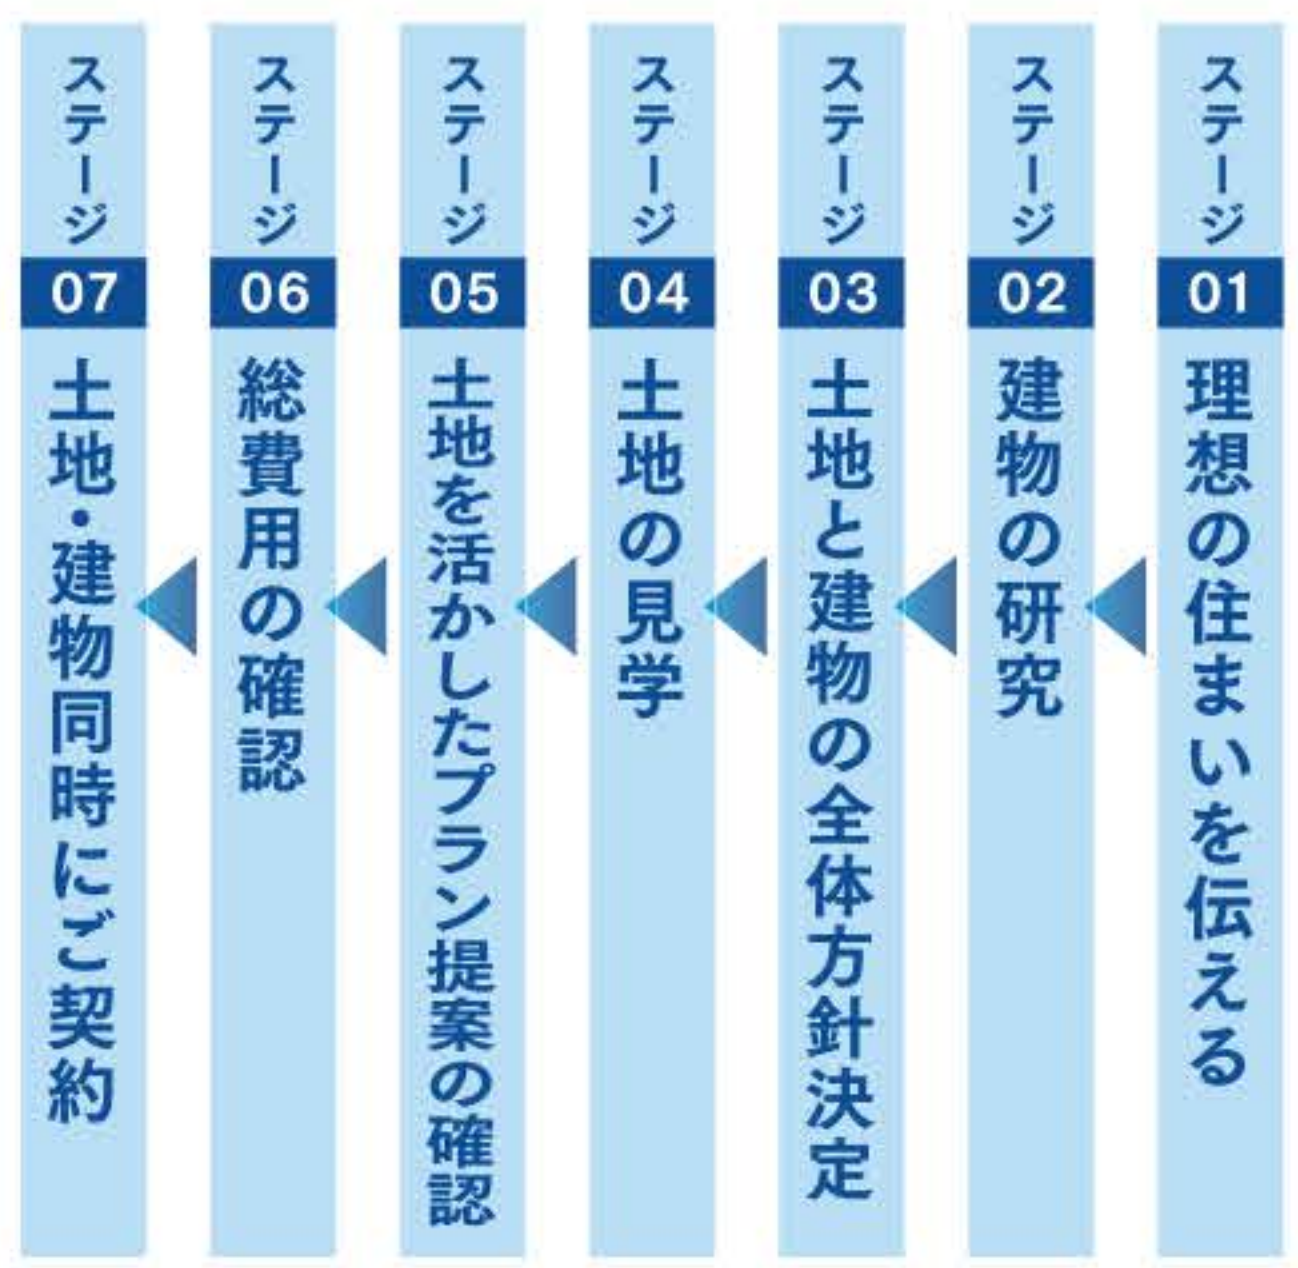 ステージ
01
理想の住まいを伝える
ステージ
02
建物の研究
ステージ
03
土地と建物の全体方針決定
ステージ
04
土地の見学
ステージ
05
土地を活かしたプラン提案の確認
ステージ
06
総費用の確認
ステージ
07
土地・建物同時にご契約